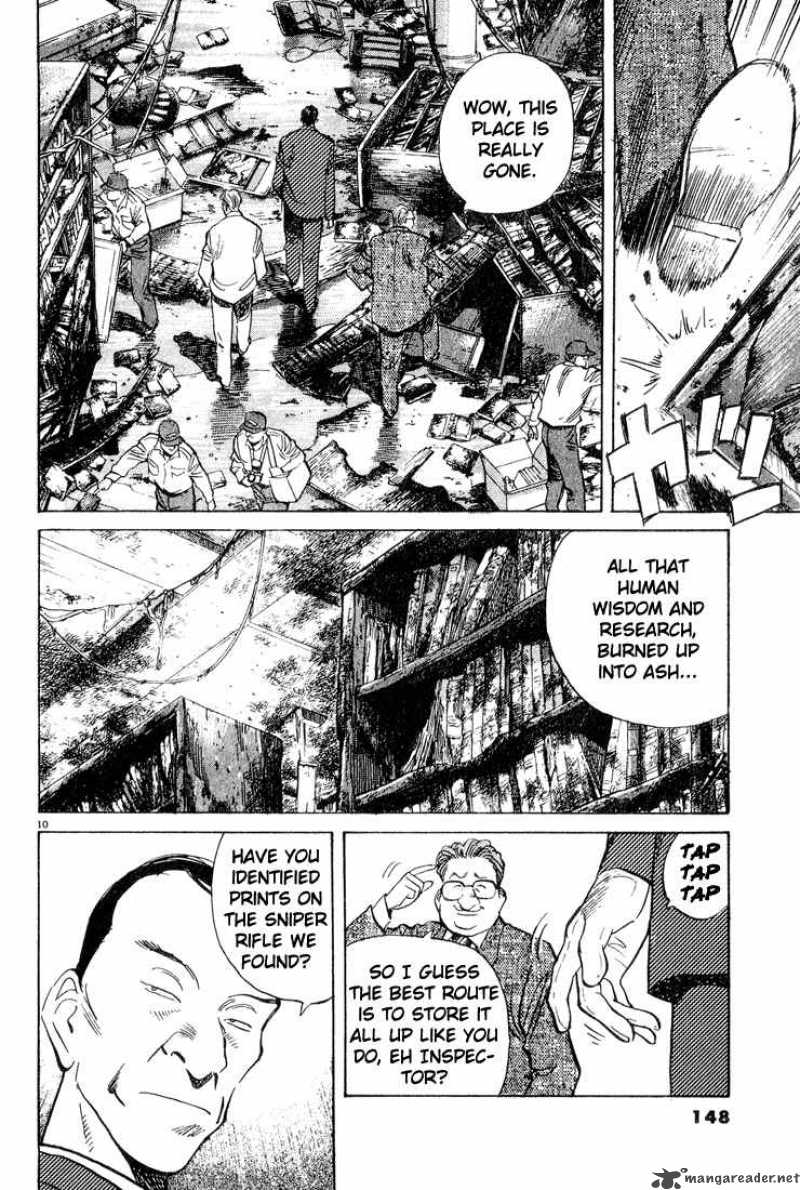 WOW, THIS
PLACE IS
REALLY
GONE.
ザッ
ALL THAT
HUMAN
WISDOM AND
RESEARCH,
BURNED UP
INTO ASH...
10
TAP
TAP
TAP
SO I GUESS
THE BEST ROUTE
IS TO STORE IT
ALL UP LIKE YOU
DO, EH INSPEC-
TOR?
HAVE YOU
IDENTIFIED
PRINTS ON
THE SNIPER
RIFLE WE
FOUND?
148
mangareader.net